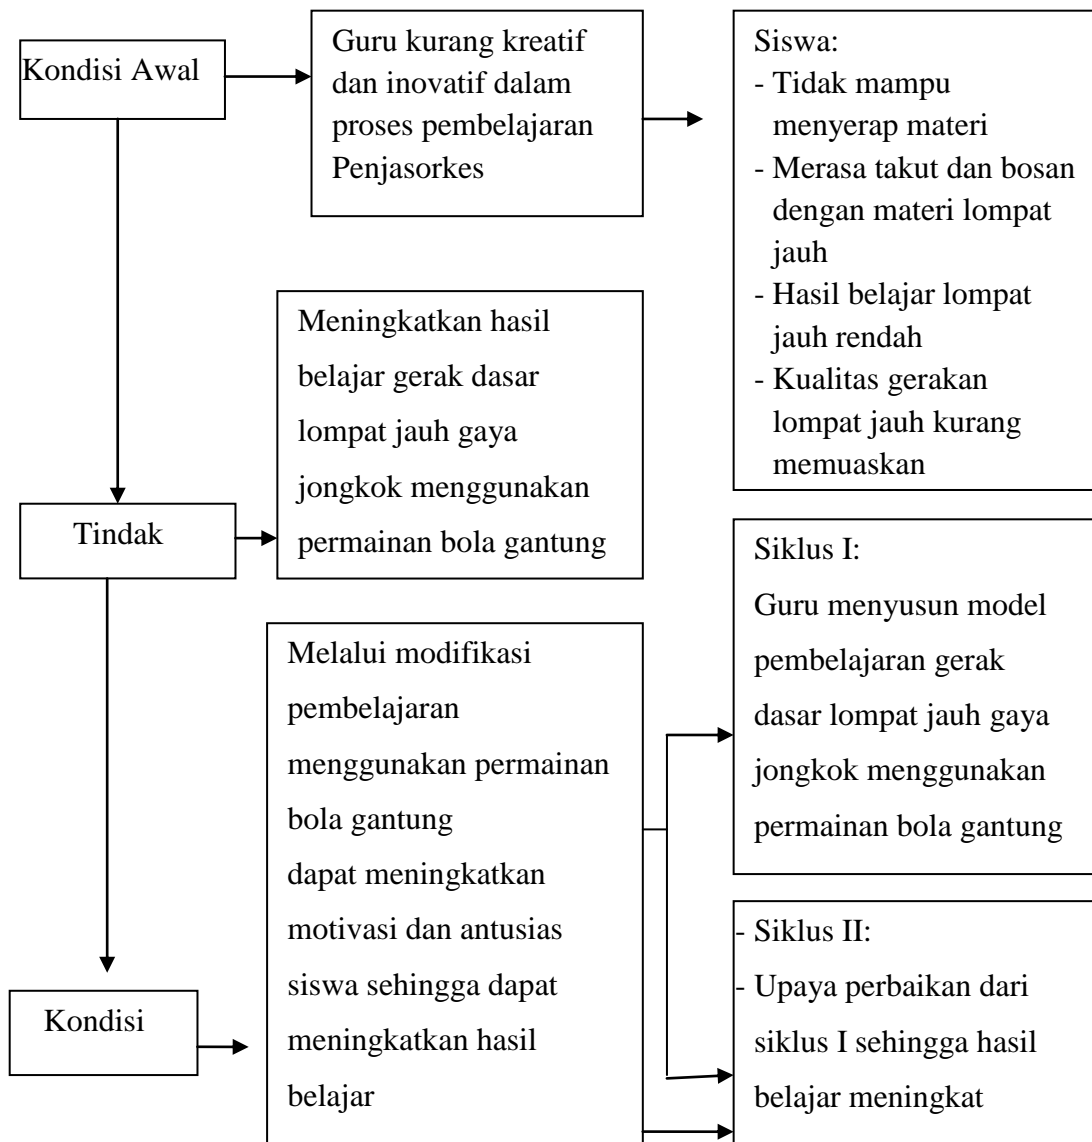 Kondisi Awal
Guru kurang kreatif
dan inovatif dalam
proses pembelajaran
Penjasorkes
Siswa:
- Tidak mampu
menyerap materi
- Merasa takut dan bosan
dengan materi lompat
jauh
- Hasil belajar lompat
jauh rendah
- Kualitas gerakan
lompat jauh kurang
memuaskan
Tindak
Meningkatkan hasil
belajar gerak dasar
lompat jauh gaya
jongkok menggunakan
permainan bola gantung
Kondisi
Melalui modifikasi
pembelajaran
menggunakan permainan
bola gantung
dapat meningkatkan
motivasi dan antusias
siswa sehingga dapat
meningkatkan hasil
belajar
Siklus I:
Guru menyusun model
pembelajaran gerak
dasar lompat jauh gaya
jongkok menggunakan
permainan bola gantung
- Siklus II:
- Upaya perbaikan dari
siklus I sehingga hasil
belajar meningkat